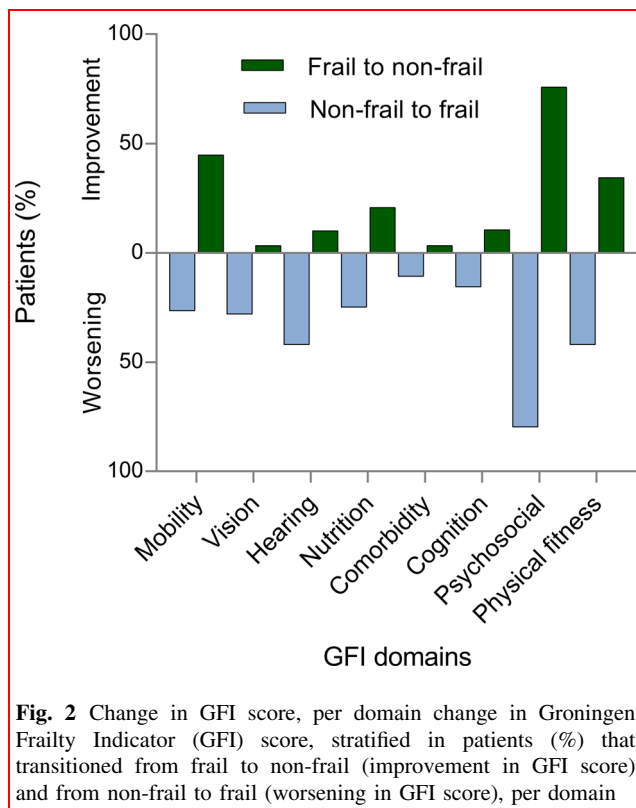 100
Frail to non-frail
Non-frail to frail
Improvement
50
Patients (%)
0
Worsening
50
100
Mobility
Vision
Hearing
Nutrition
Comorbidity
Cognition
Psychosocial
Physical fitness
GFI domains
Fig. 2 Change in GFI score, per domain change in Groningen
Frailty Indicator (GFI) score, stratified in patients (%) that
transitioned from frail to non-frail (improvement in GFI score)
and from non-frail to frail (worsening in GFI score), per domain